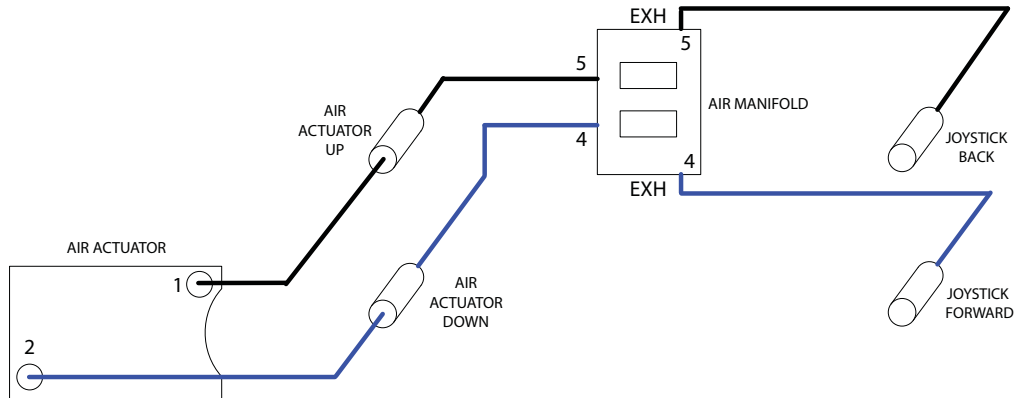 EXH
5
5
AIR MANIFOLD
4
4
EXH
AIR
ACTUATOR
UP
JOYSTICK
BACK
AIR ACTUATOR
1
2
AIR
ACTUATOR
DOWN
JOYSTICK
FORWARD